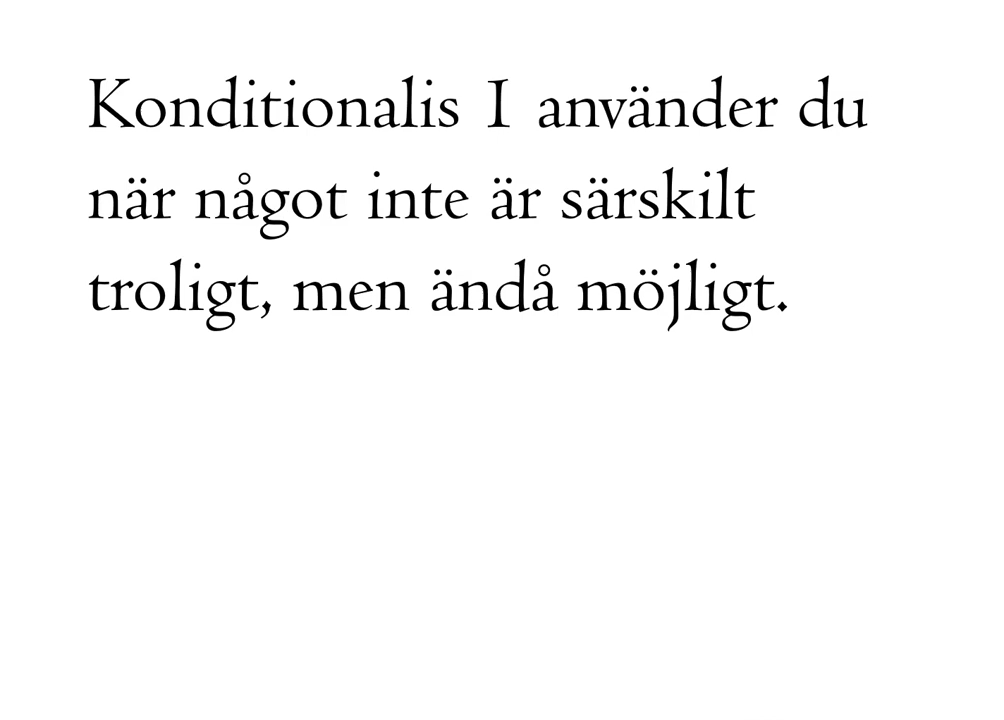 Konditionalis I använder du
när något inte är särskilt
troligt, men ändå möjligt.